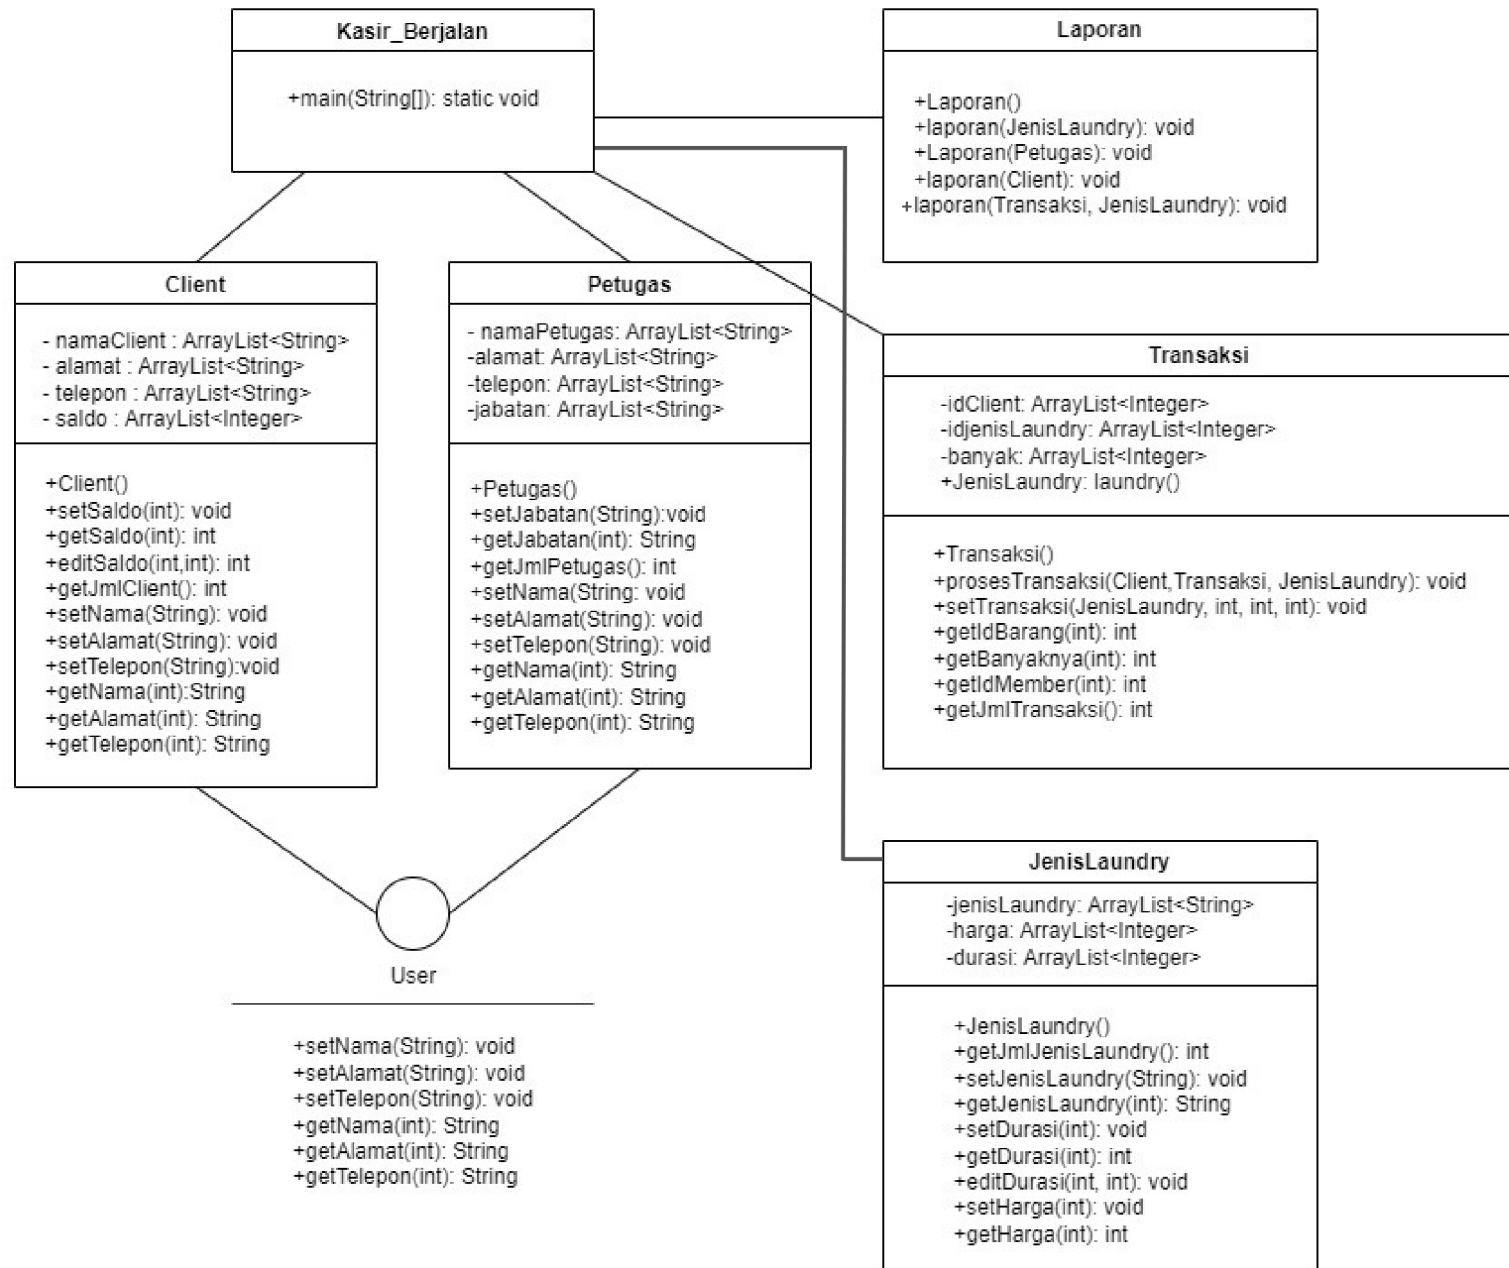 Kasir_Berjalan
+main(String[]): static void
Laporan
+Laporan()
+laporan(JenisLaundry): void
+Laporan(Petugas): void
+laporan(Client): void
+laporan(Transaksi, JenisLaundry): void
Client
- namaClient : ArrayList<String>
- alamat : ArrayList<String>
- telepon : ArrayList<String>
- saldo : ArrayList<Integer>
+Client()
+setSaldo(int): void
+getSaldo(int): int
+editSaldo(int,int): int
+getJmlClient(): int
+setNama(String): void
+setAlamat(String): void
+setTelepon(String):void
+getNama(int):String
+getAlamat(int): String
+getTelepon(int): String
Petugas
- namaPetugas: ArrayList<String>
-alamat: ArrayList<String>
-telepon: ArrayList<String>
-jabatan: ArrayList<String>
+Petugas()
+setJabatan(String):void
+getJabatan(int): String
+getJmlPetugas(): int
+setNama(String: void
+setAlamat(String): void
+setTelepon(String): void
+getNama(int): String
+getAlamat(int): String
+getTelepon(int): String
Transaksi
-idClient: ArrayList<Integer>
-idjenisLaundry: ArrayList<Integer>
-banyak: ArrayList<Integer>
+JenisLaundry: laundry()
+Transaksi()
+prosesTransaksi(Client,Transaksi, JenisLaundry): void
+setTransaksi(JenisLaundry, int, int, int): void
+getIdBarang(int): int
+getBanyaknya(int): int
+getIdMember(int): int
+getJmlTransaksi(): int
User
+setNama(String): void
+setAlamat(String): void
+setTelepon(String): void
+getNama(int): String
+getAlamat(int): String
+getTelepon(int): String
JenisLaundry
-jenisLaundry: ArrayList<String>
-harga: ArrayList<Integer>
-durasi: ArrayList<Integer>
+JenisLaundry()
+getJmlJenisLaundry(): int
+setJenisLaundry(String): void
+getJenisLaundry(int): String
+setDurasi(int): void
+getDurasi(int): int
+editDurasi(int, int): void
+setHarga(int): void
+getHarga(int): int